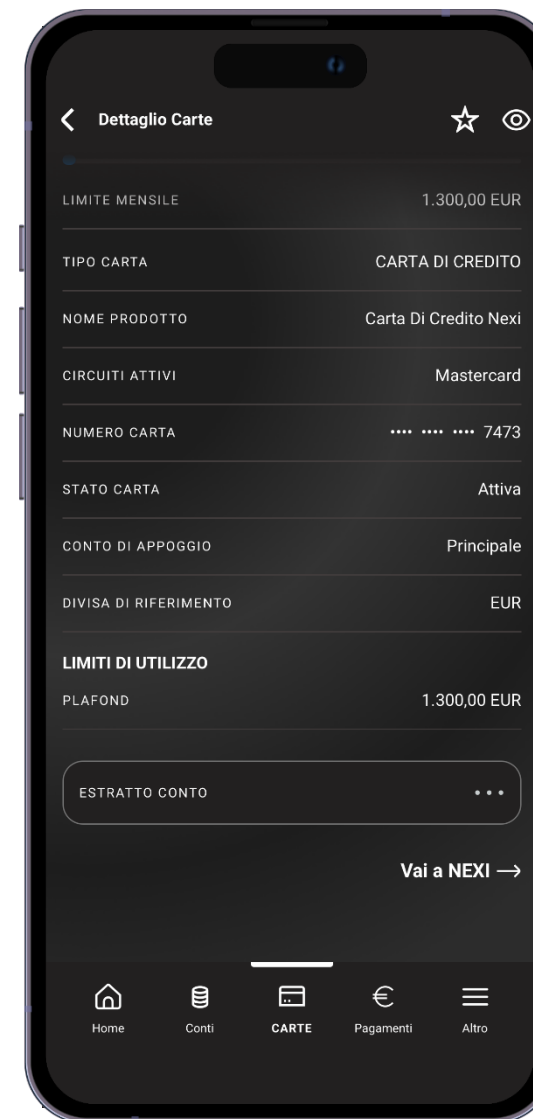 Dettaglio Carte
LIMITE MENSILE 1.300,00 EUR
TIPO CARTA CARTA DI CREDITO
NOME PRODOTTO Carta Di Credito Nexi
CIRCUITI ATTIVI Mastercard
NUMERO CARTA •••• •••• •••• 7473
STATO CARTA Attiva
CONTO DI APPOGGIO Principale
DIVISA DI RIFERIMENTO EUR
LIMITI DI UTILIZZO
PLAFOND 1.300,00 EUR
ESTRATTO CONTO •••
Vai a NEXI →
Home Conti CARTE Pagamenti Altro